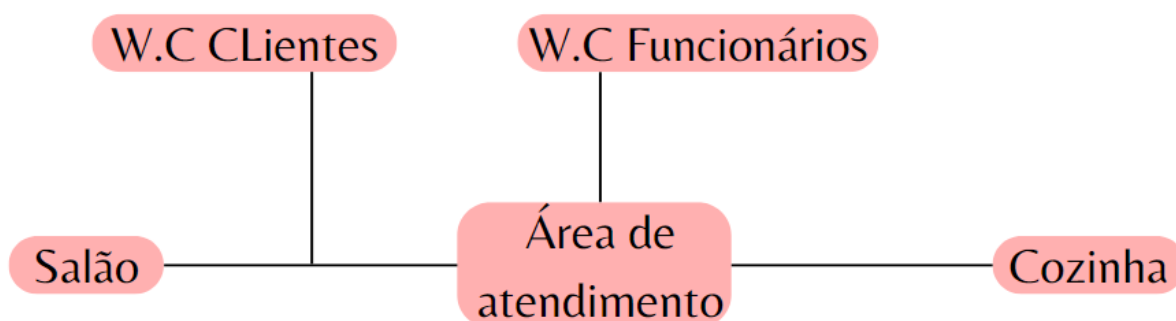 W.C CLientes
W.C Funcionários
Salão
Área de
atendimento
Cozinha